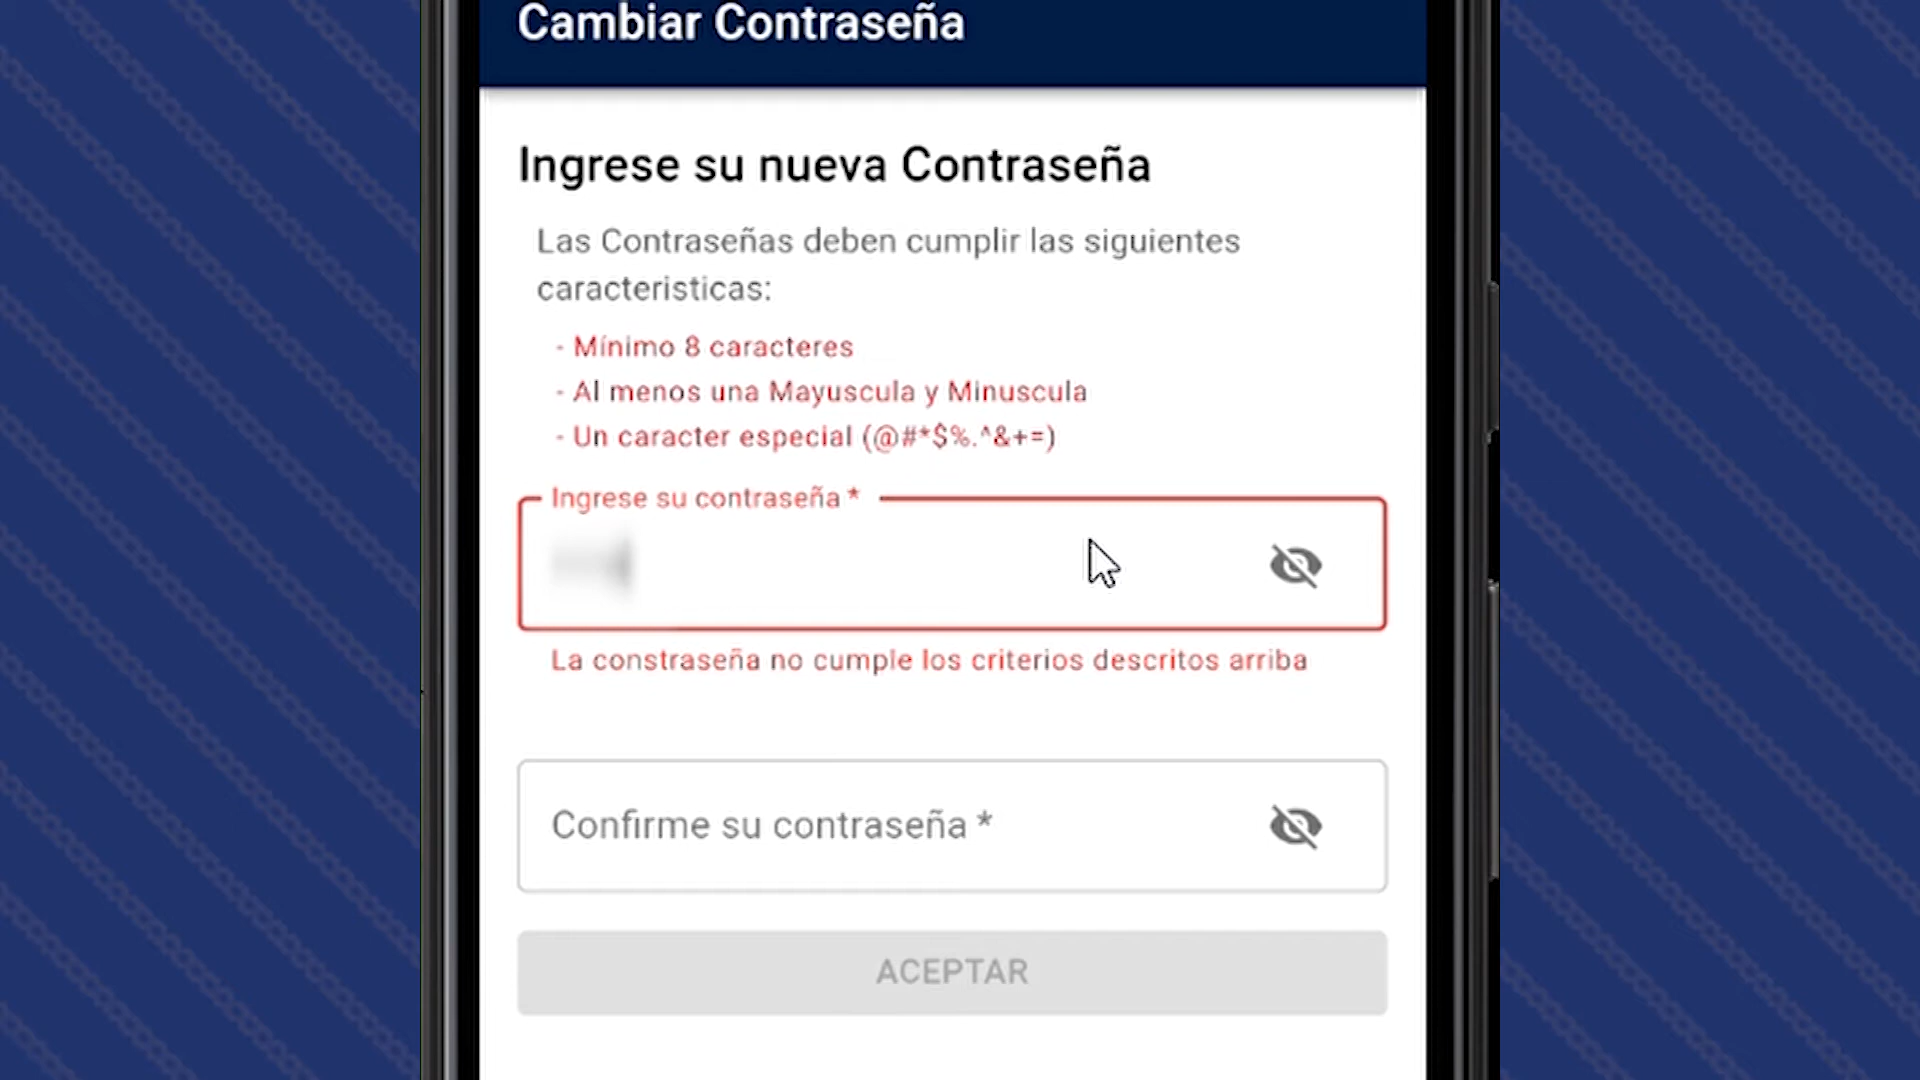 Cambiar Contraseña
Ingrese su nueva Contraseña
Las Contraseñas deben cumplir las siguientes
caracteristicas:
- Mínimo 8 caracteres
- Al menos una Mayuscula y Minuscula
- Un caracter especial (@#*$%.^&+=)
Ingrese su contraseña *
La constraseña no cumple los criterios descritos arriba
Confirme su contraseña *
ACEPTAR